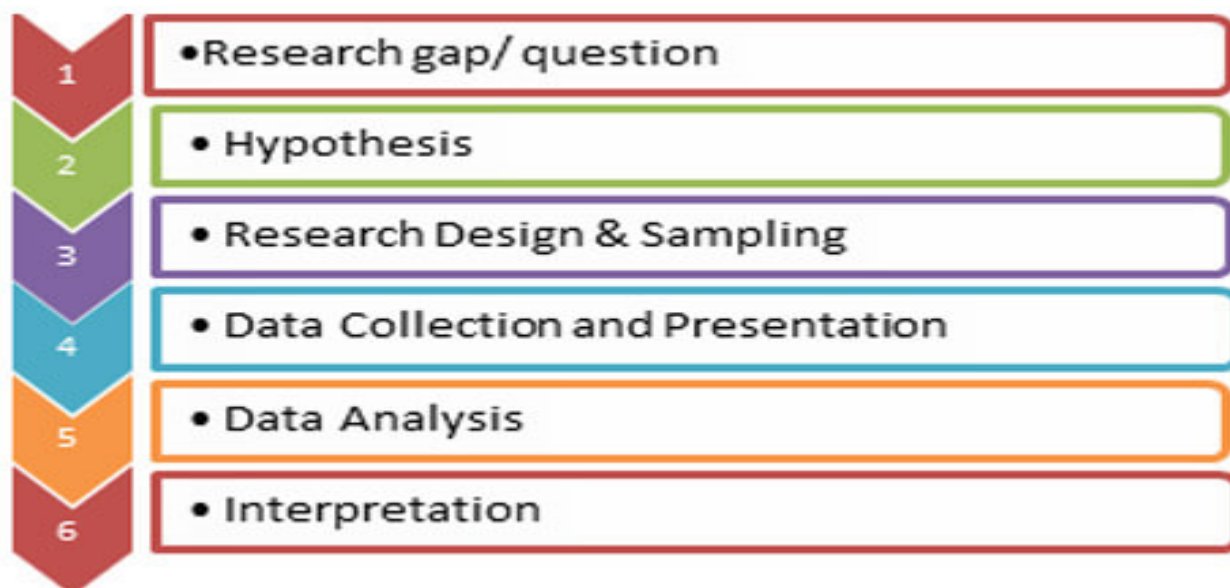 1 •Research gap/ question
2 • Hypothesis
3 • Research Design & Sampling
4 • Data Collection and Presentation
5 • Data Analysis
6 • Interpretation